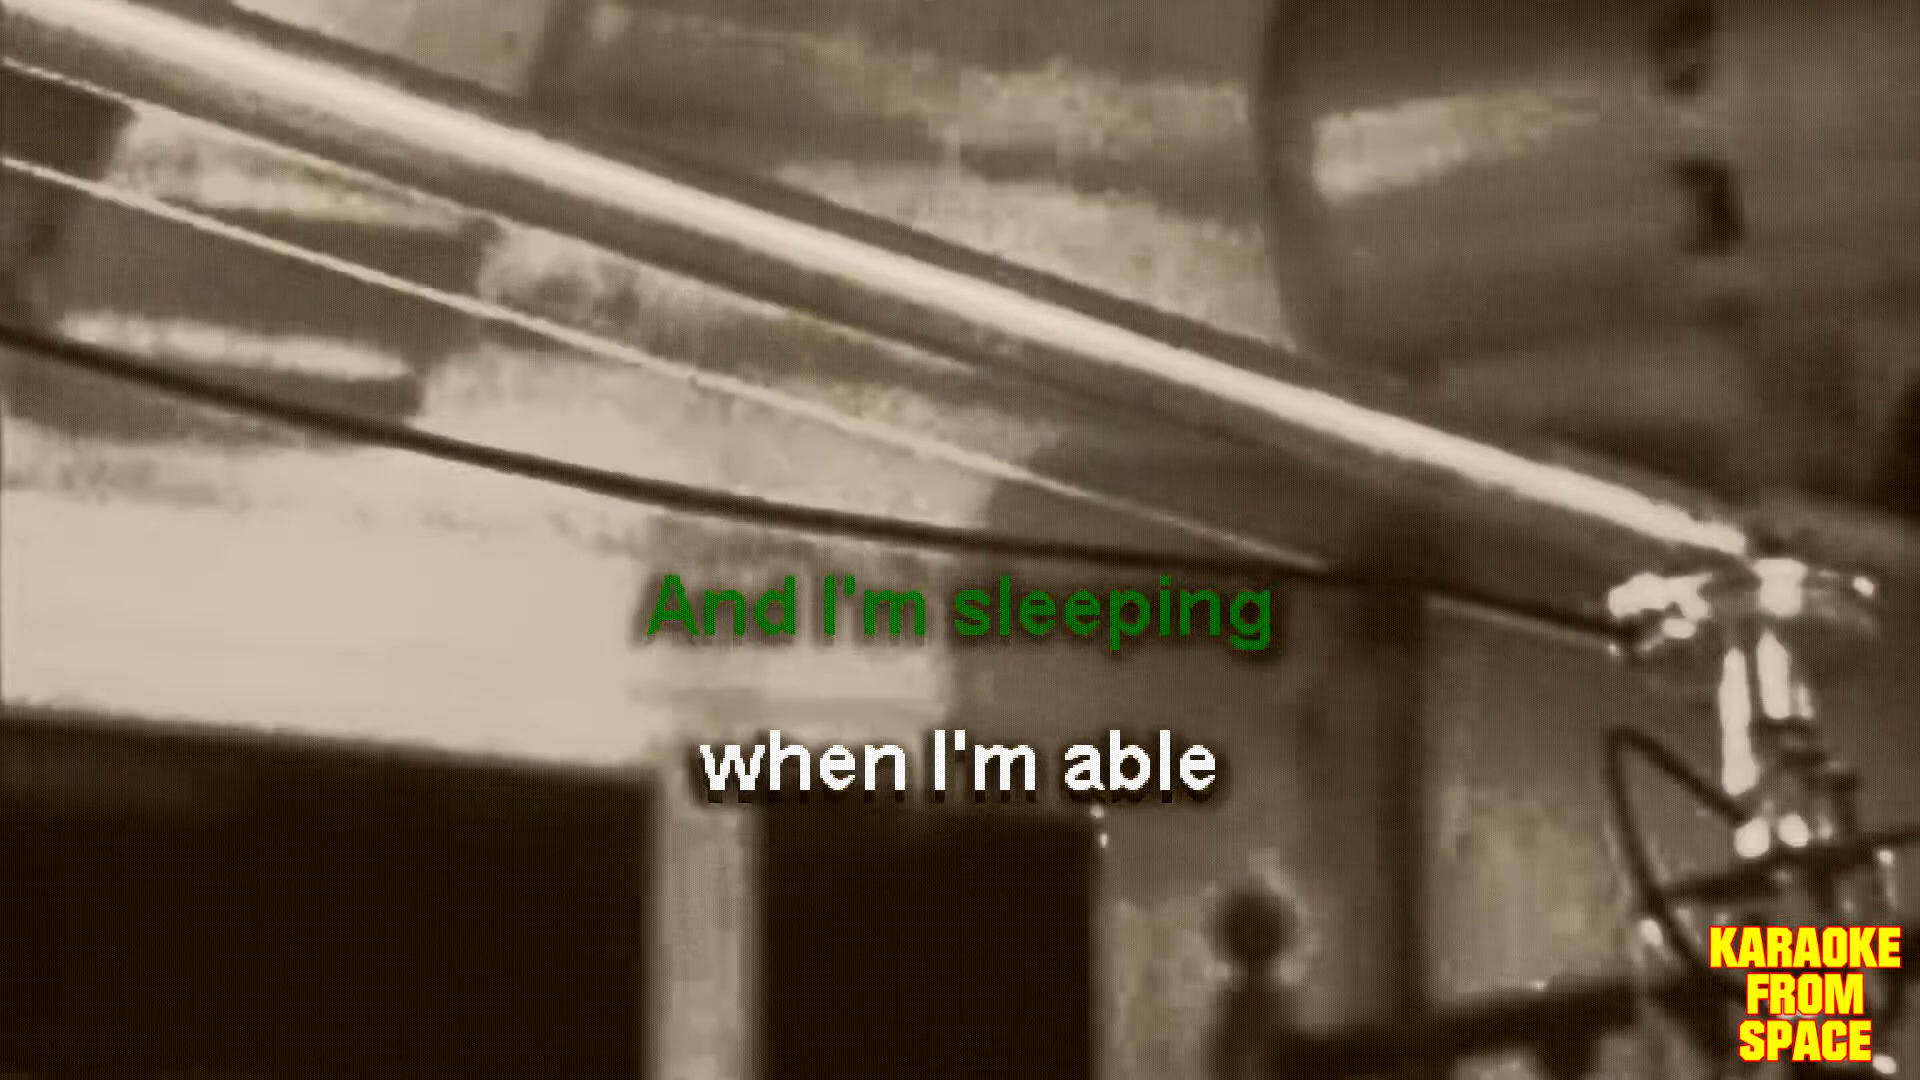 And I'm sleeping
when I'm able
KARAOKE
FROM
SPACE